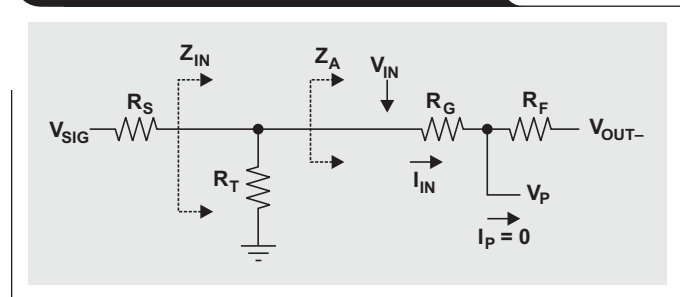 Z_IN
Z_A
V_IN
R_S
R_G
R_F
V_SIG
V_OUT–
R_T
I_IN
V_P
I_P = 0